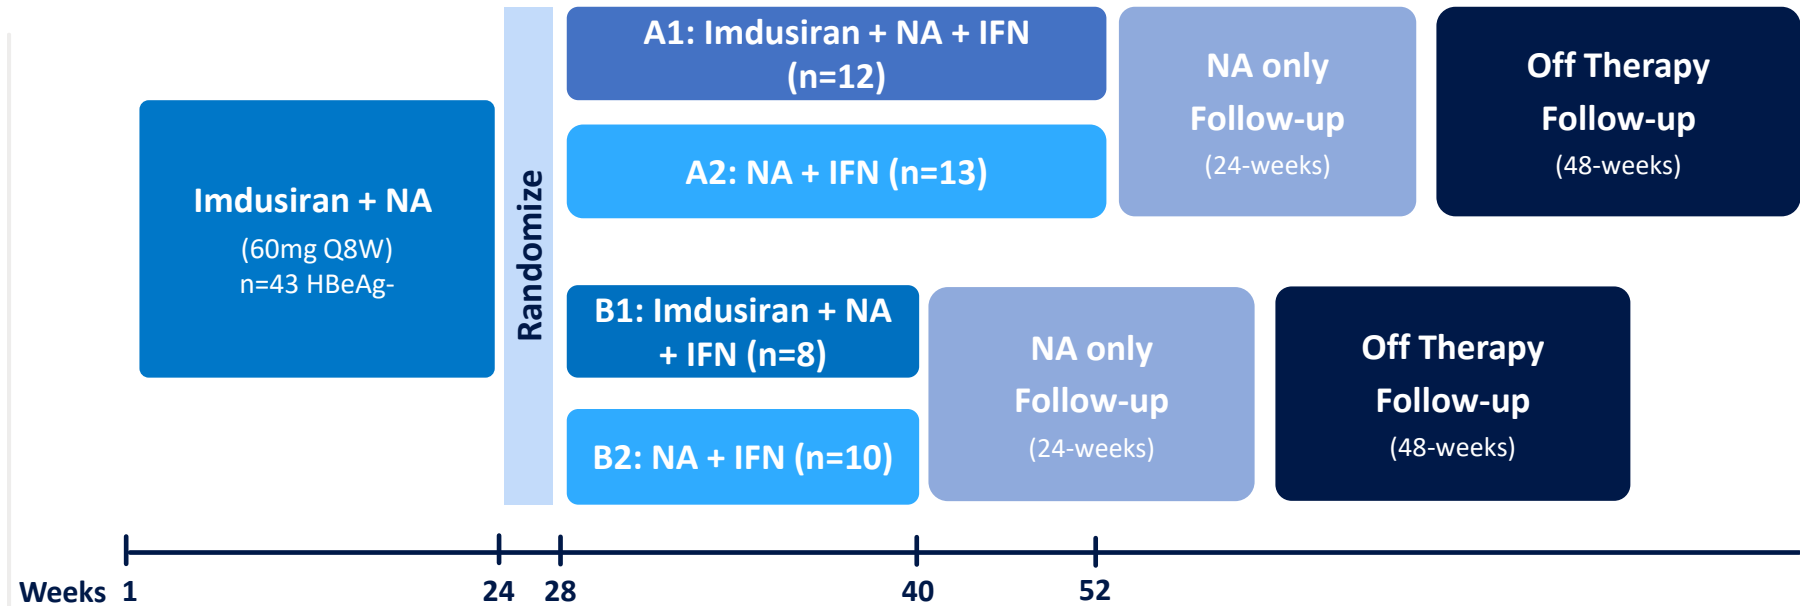 Imdusiran + NA
(60mg Q8W)
n=43 HBeAg-
Randomize
A1: Imdusiran + NA + IFN
(n=12)
A2: NA + IFN (n=13)
NA only
Follow-up
(24-weeks)
Off Therapy
Follow-up
(48-weeks)
B1: Imdusiran + NA
+ IFN (n=8)
B2: NA + IFN (n=10)
NA only
Follow-up
(24-weeks)
Off Therapy
Follow-up
(48-weeks)
Weeks 1 24 28 40 52